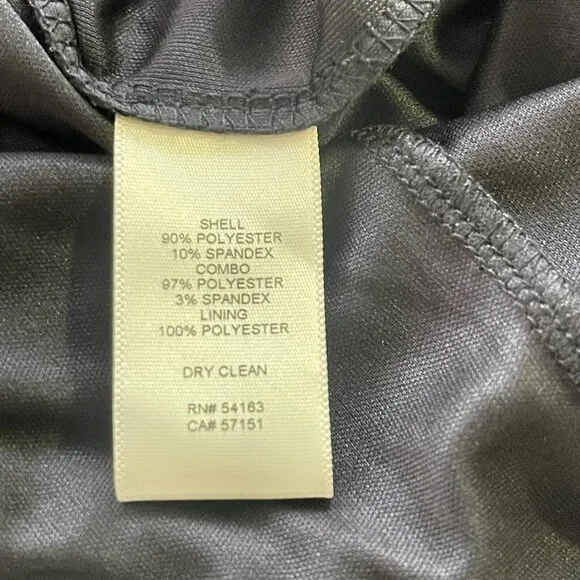 SHELL
90% POLYESTER
10% SPANDEX
COMBO
97% POLYESTER
3% SPANDEX
LINING
100% POLYESTER
DRY CLEAN
RN# 54163
CA# 57151